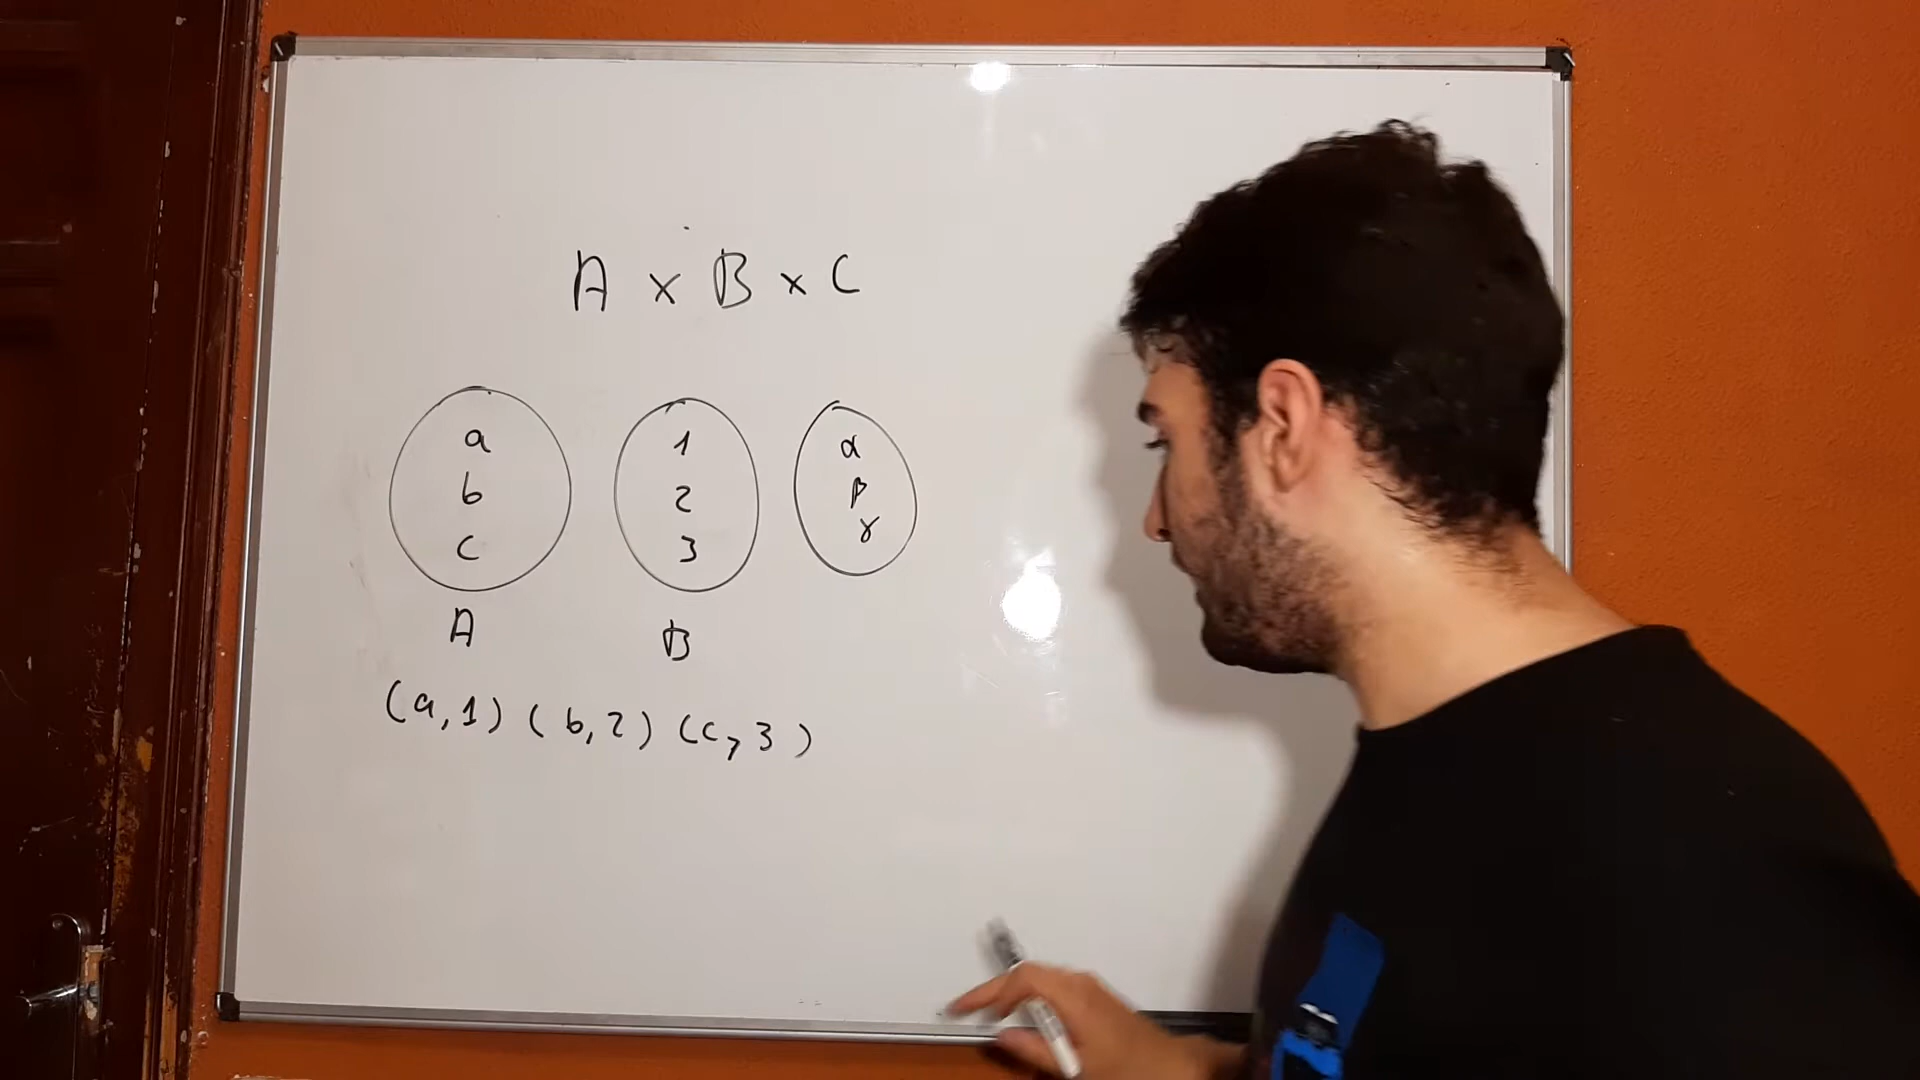 A × B × C
a 1 α
b 2 β
c 3 γ
A B
(a,1) (b,2) (c,3)